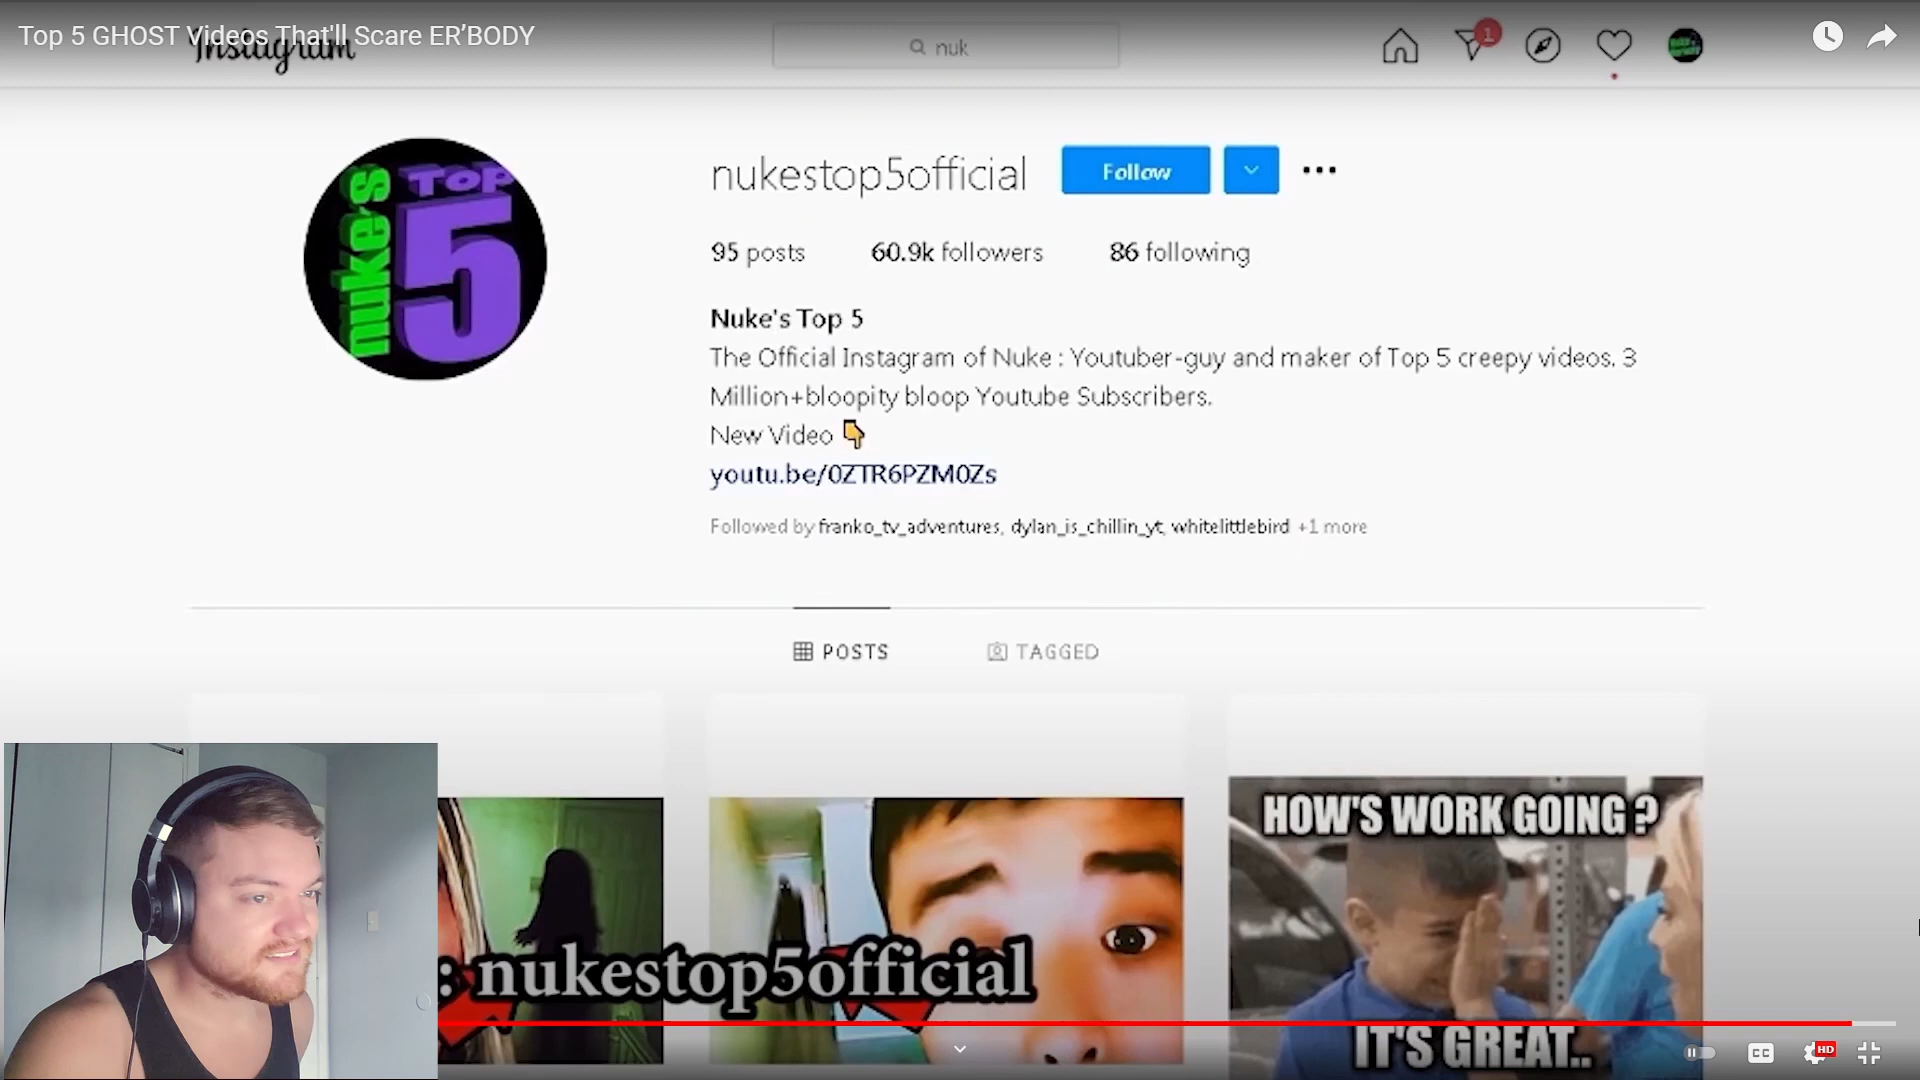 Top 5 GHOST Videos That'll Scare ER’BODY
Instagram
nuk
1
nuke's
Top
5
nukestop5official
Follow
95 posts
60.9k followers
86 following
Nuke's Top 5
The Official Instagram of Nuke : Youtuber-guy and maker of Top 5 creepy videos. 3
Million+bloopity bloop Youtube Subscribers.
New Video 👇
youtu.be/0ZTR6PZM0Zs
Followed by franko_tv_adventures, dylan_is_chillin_yt, whitelittlebird +1 more
POSTS
TAGGED
HOW'S WORK GOING ?
: nukestop5official
IT'S GREAT..
CC
HD